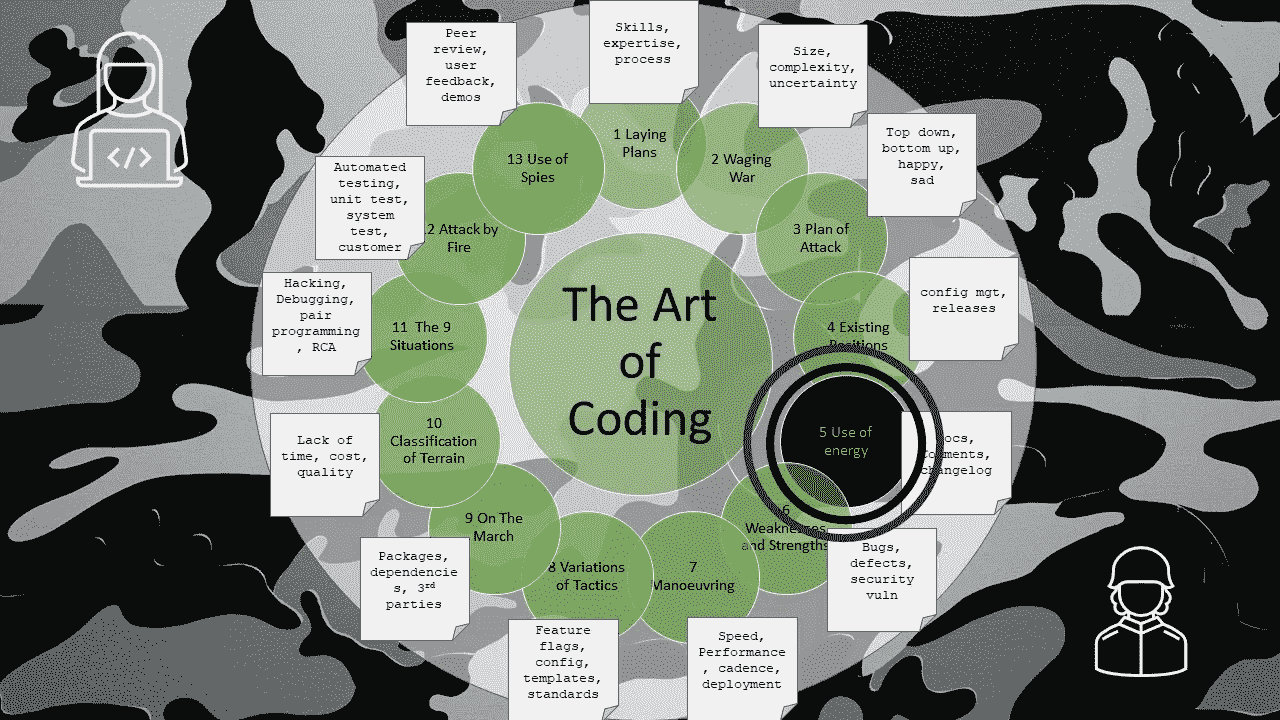 The Art
of
Coding
1 Laying
Plans
Skills,
expertise,
process
2 Waging
War
Size,
complexity,
uncertainty
3 Plan of
Attack
Top down,
bottom up,
happy,
sad
4 Existing
Positions
config mgt,
releases
5 Use of
energy
comments,
changelog
6
Weaknesses
and Strengths
Bugs,
defects,
security
vuln
7
Manoeuvring
Speed,
Performance
, cadence,
deployment
8 Variations
of Tactics
Feature
flags,
config,
templates,
standards
9 On The
March
Packages,
dependencie
s, 3rd
parties
10
Classification
of Terrain
Lack of
time, cost,
quality
11 The 9
Situations
Hacking,
Debugging,
pair
programming
, RCA
12 Attack by
Fire
Automated
testing,
unit test,
system
test,
customer
13 Use of
Spies
Peer
review,
user
feedback,
demos
</>